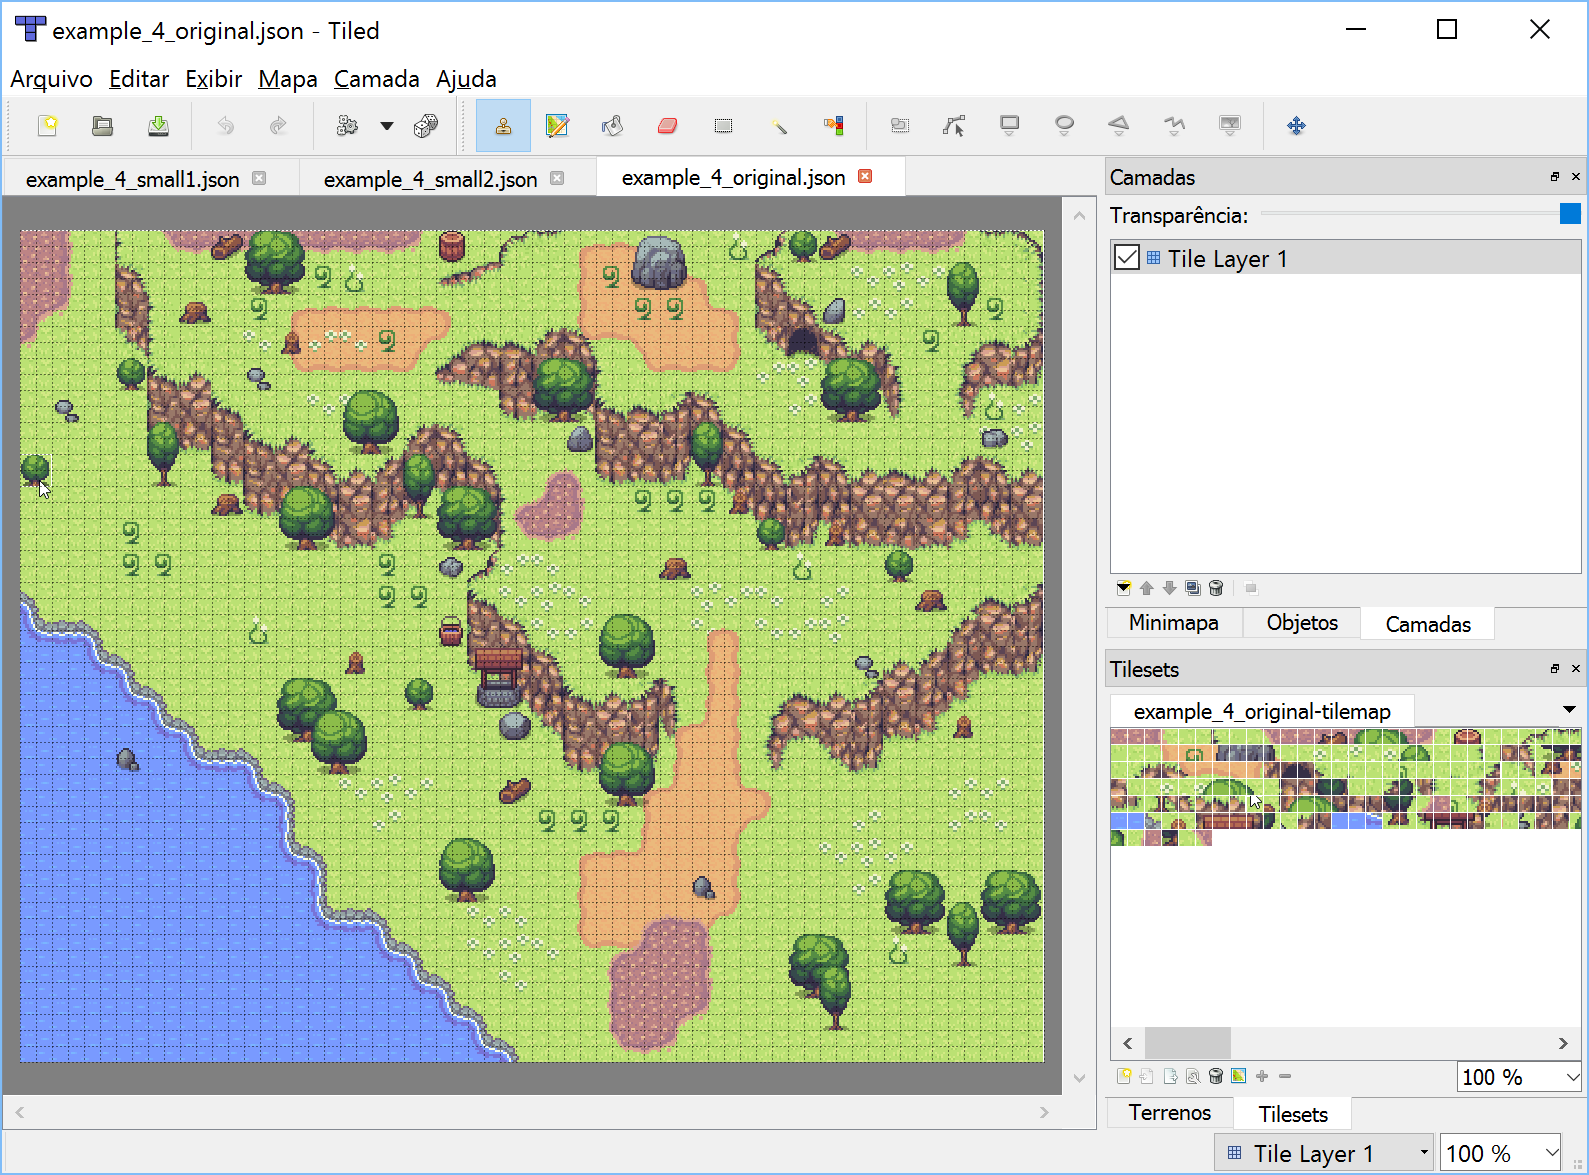 example_4_original.json - Tiled
Arquivo Editar Exibir Mapa Camada Ajuda
example_4_small1.json example_4_small2.json example_4_original.json
Camadas
Transparência:
Tile Layer 1
Minimapa Objetos Camadas
Tilesets
example_4_original-tilemap
100 %
Terrenos Tilesets
Tile Layer 1 100 %